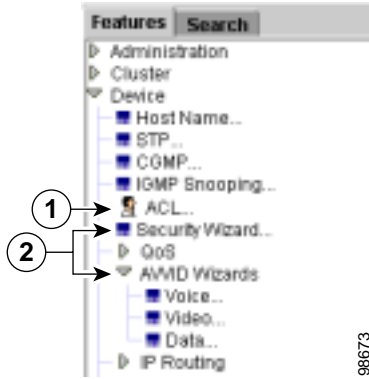 Features Search
Administration
Cluster
Device
Host Name...
STP...
CGMP...
IGMP Snooping...
1 ACL...
2 Security Wizard...
QoS
AVVID Wizards
Voice...
Video...
Data...
IP Routing
98673